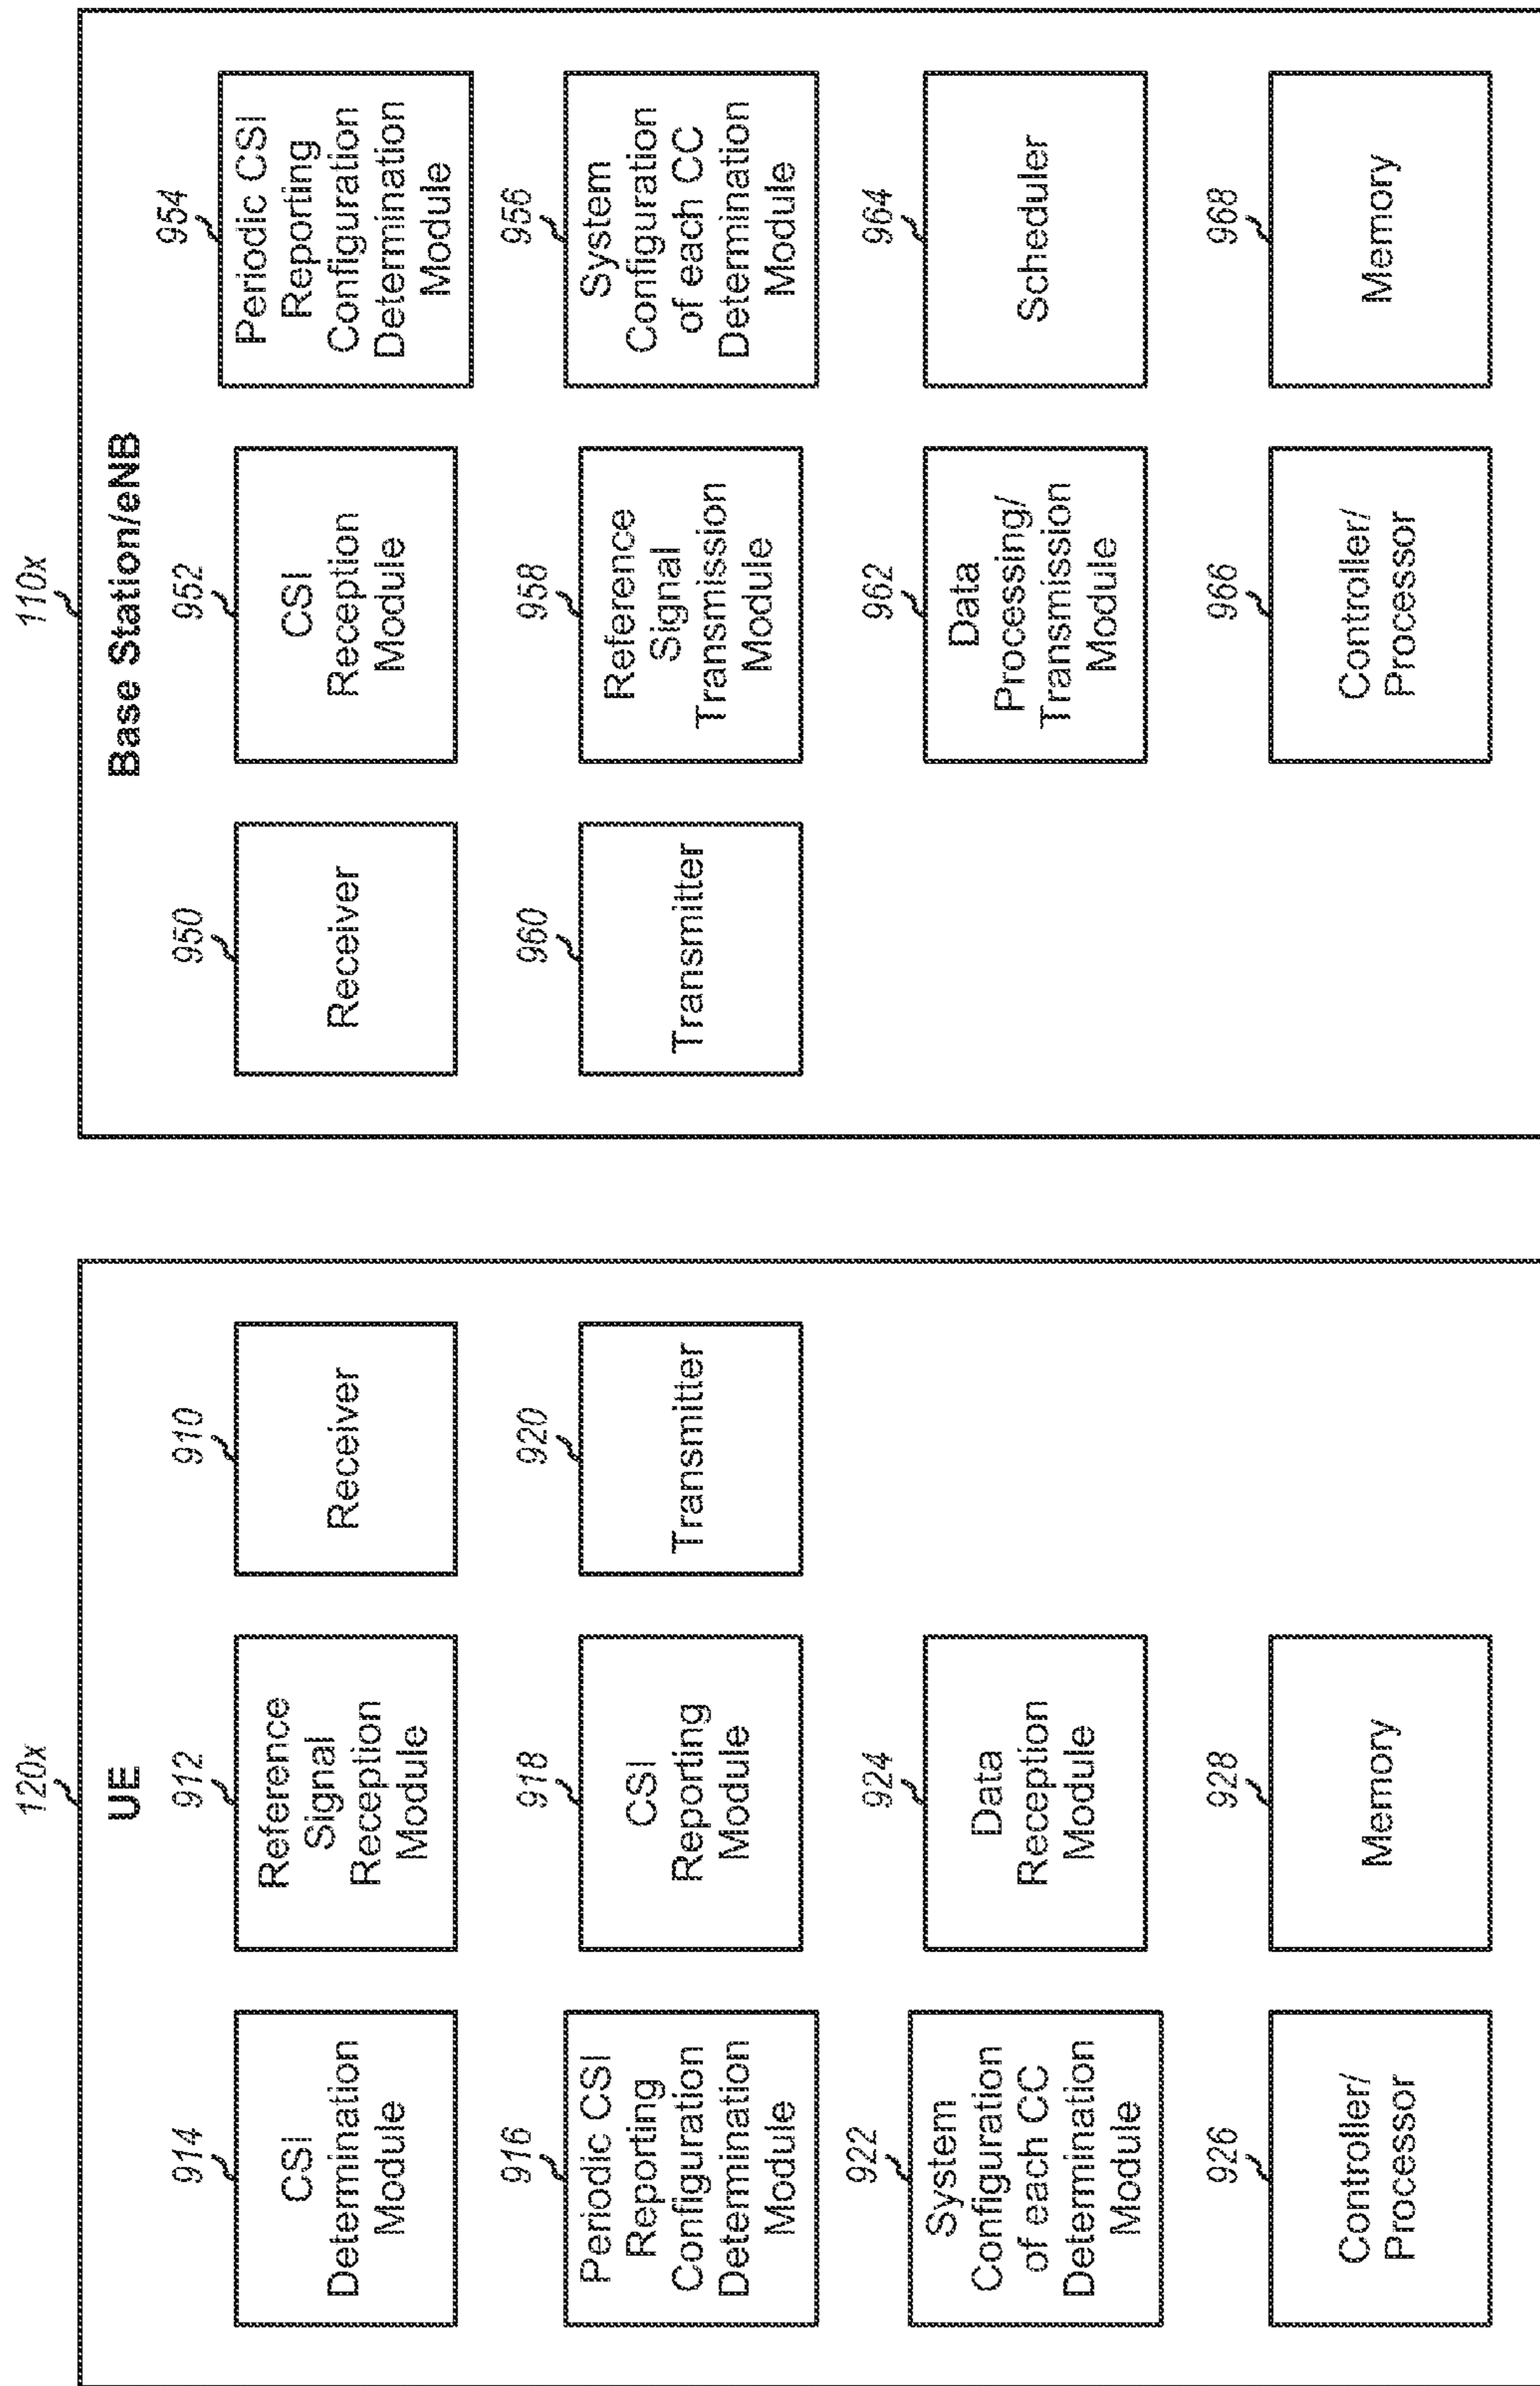 120x
UE
914
CSI
Determination
Module
912
Reference
Signal
Reception
Module
910
Receiver
916
Periodic CSI
Reporting
Configuration
Determination
Module
918
CSI
Reporting
Module
920
Transmitter
922
System
Configuration
of each CC
Determination
Module
924
Data
Reception
Module
926
Controller/
Processor
928
Memory
110x
Base Station/eNB
950
Receiver
952
CSI
Reception
Module
954
Periodic CSI
Reporting
Configuration
Determination
Module
960
Transmitter
958
Reference
Signal
Transmission
Module
956
System
Configuration
of each CC
Determination
Module
962
Data
Processing/
Transmission
Module
964
Scheduler
966
Controller/
Processor
968
Memory